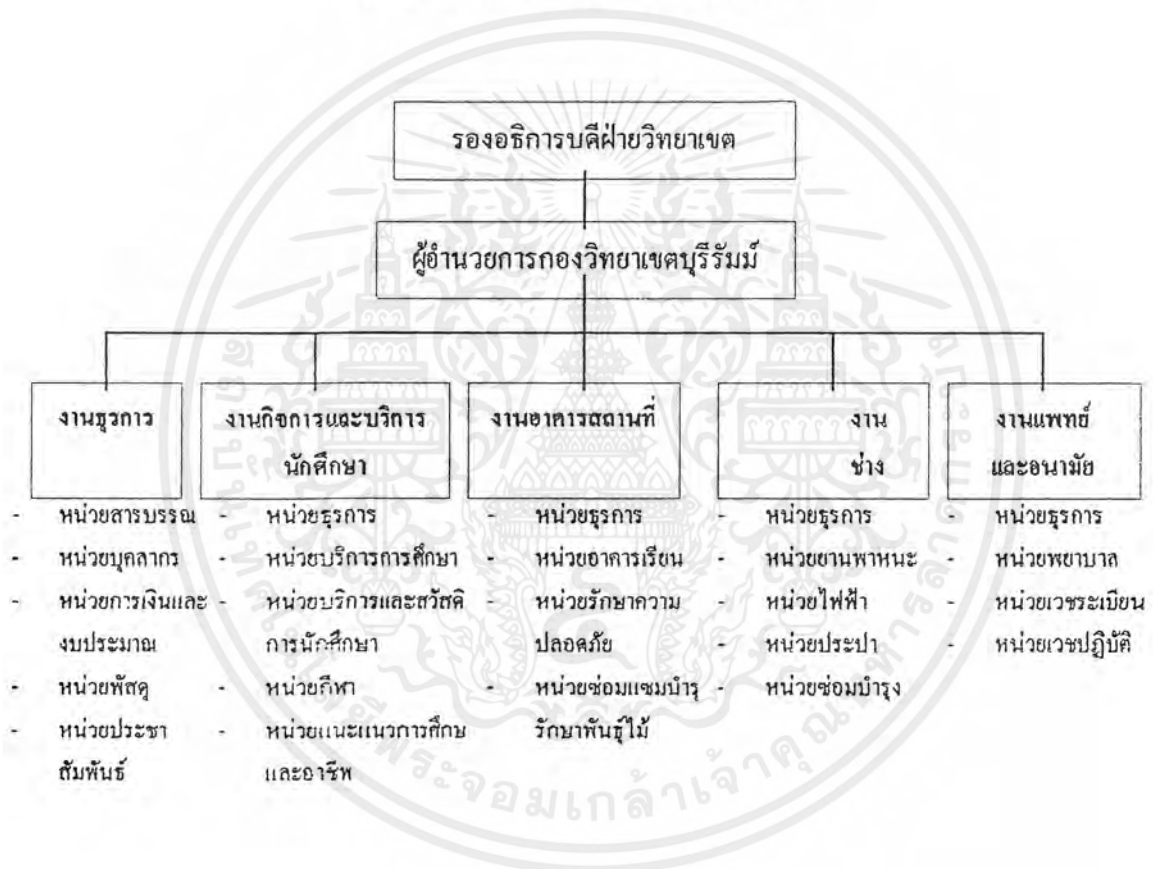 รองอธิการบดีฝ่ายวิทยาเขต
ผู้อำนวยการกองวิทยาเขตบุรีรัมย์
งานธุรการ
- หน่วยสารบรรณ
- หน่วยบุคลากร
- หน่วยการเงินและ
งบประมาณ
- หน่วยพัสดุ
- หน่วยประชา
สัมพันธ์
งานกิจการและบริการ
นักศึกษา
- หน่วยธุรการ
- หน่วยบริการการศึกษา
- หน่วยบริการและสวัสดิ
การนักศึกษา
- หน่วยกีฬา
- หน่วยแนะแนวการศึกษ
และอาชีพ
งานอาคารสถานที่
- หน่วยธุรการ
- หน่วยอาคารเรียน
- หน่วยรักษาความ
ปลอดภัย
- หน่วยซ่อมแซมบำรุ
รักษาพันธุ์ไม้
งาน
ช่าง
- หน่วยธุรการ
- หน่วยยานพาหนะ
- หน่วยไฟฟ้า
- หน่วยประปา
- หน่วยซ่อมบำรุง
งานแพทย์
และอนามัย
- หน่วยธุรการ
- หน่วยพยาบาล
- หน่วยเวชระเบียน
- หน่วยเวชปฏิบัติ